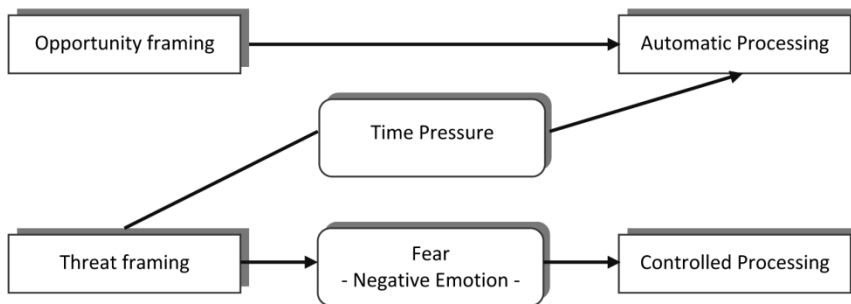 Opportunity framing
Automatic Processing
Time Pressure
Threat framing
Fear
- Negative Emotion -
Controlled Processing